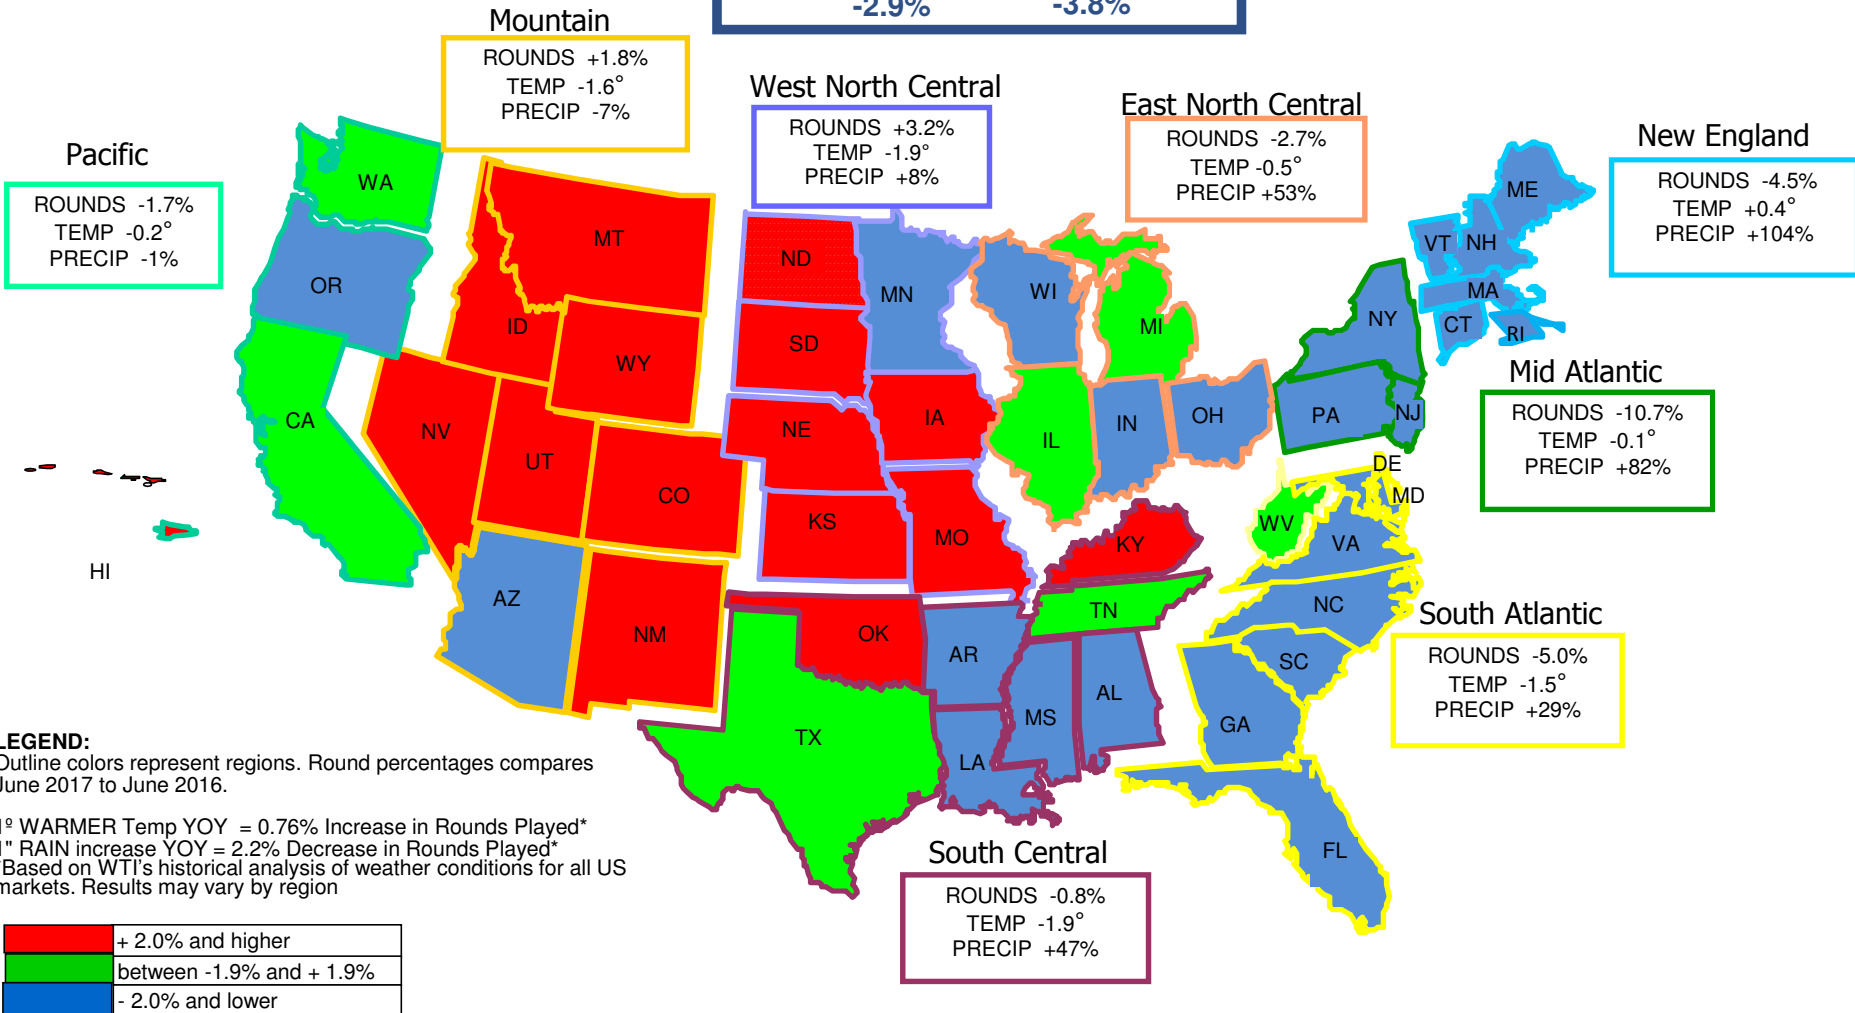 -2.9% -3.8%
Mountain
ROUNDS +1.8%
TEMP -1.6°
PRECIP -7%
West North Central
ROUNDS +3.2%
TEMP -1.9°
PRECIP +8%
East North Central
ROUNDS -2.7%
TEMP -0.5°
PRECIP +53%
New England
ROUNDS -4.5%
TEMP +0.4°
PRECIP +104%
Pacific
ROUNDS -1.7%
TEMP -0.2°
PRECIP -1%
WA
OR
CA
HI
MT
ID
WY
NV
UT
CO
AZ
NM
ND
SD
NE
KS
MN
IA
MO
WI
MI
IL
IN
OH
KY
TN
OK
TX
AR
LA
MS
AL
ME
VT
NH
MA
CT
RI
NY
PA
NJ
DE
MD
WV
VA
NC
SC
GA
FL
Mid Atlantic
ROUNDS -10.7%
TEMP -0.1°
PRECIP +82%
South Atlantic
ROUNDS -5.0%
TEMP -1.5°
PRECIP +29%
South Central
ROUNDS -0.8%
TEMP -1.9°
PRECIP +47%
LEGEND:
Outline colors represent regions. Round percentages compares
June 2017 to June 2016.
1º WARMER Temp YOY = 0.76% Increase in Rounds Played*
1" RAIN increase YOY = 2.2% Decrease in Rounds Played*
*Based on WTI's historical analysis of weather conditions for all US
markets. Results may vary by region
+ 2.0% and higher
between -1.9% and + 1.9%
- 2.0% and lower